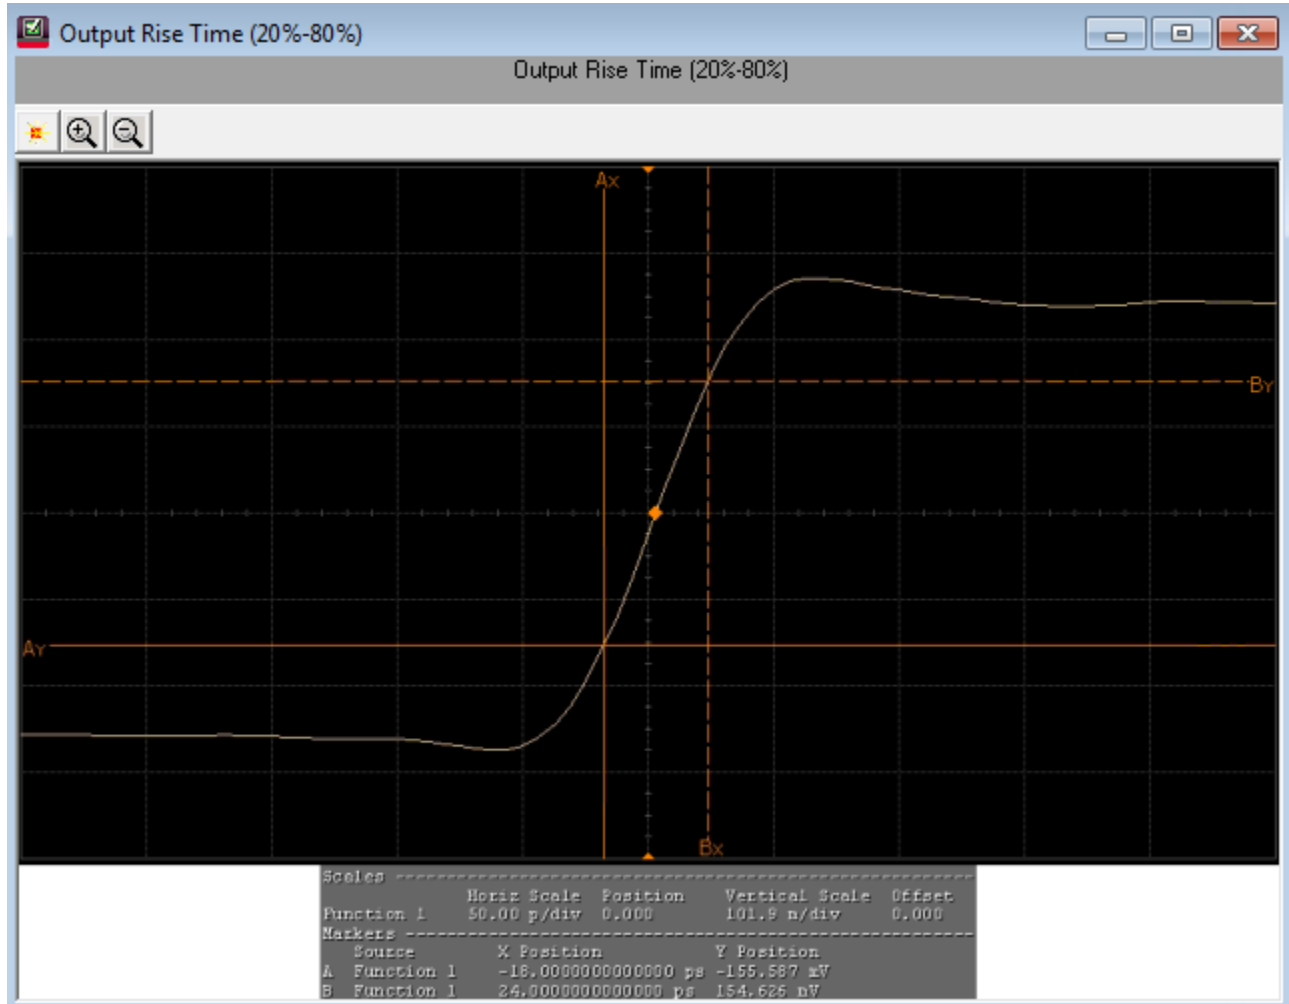 Output Rise Time (20%-80%)
Output Rise Time (20%-80%)
Ax
By
Ay
Bx
Scales
Horiz Scale Position Vertical Scale Offset
Function 1 50.00 p/div 0.000 101.9 m/div 0.000
Markers
Source X Position Y Position
A Function 1 -18.0000000000000 ps -155.587 mV
B Function 1 24.0000000000000 ps 154.626 mV